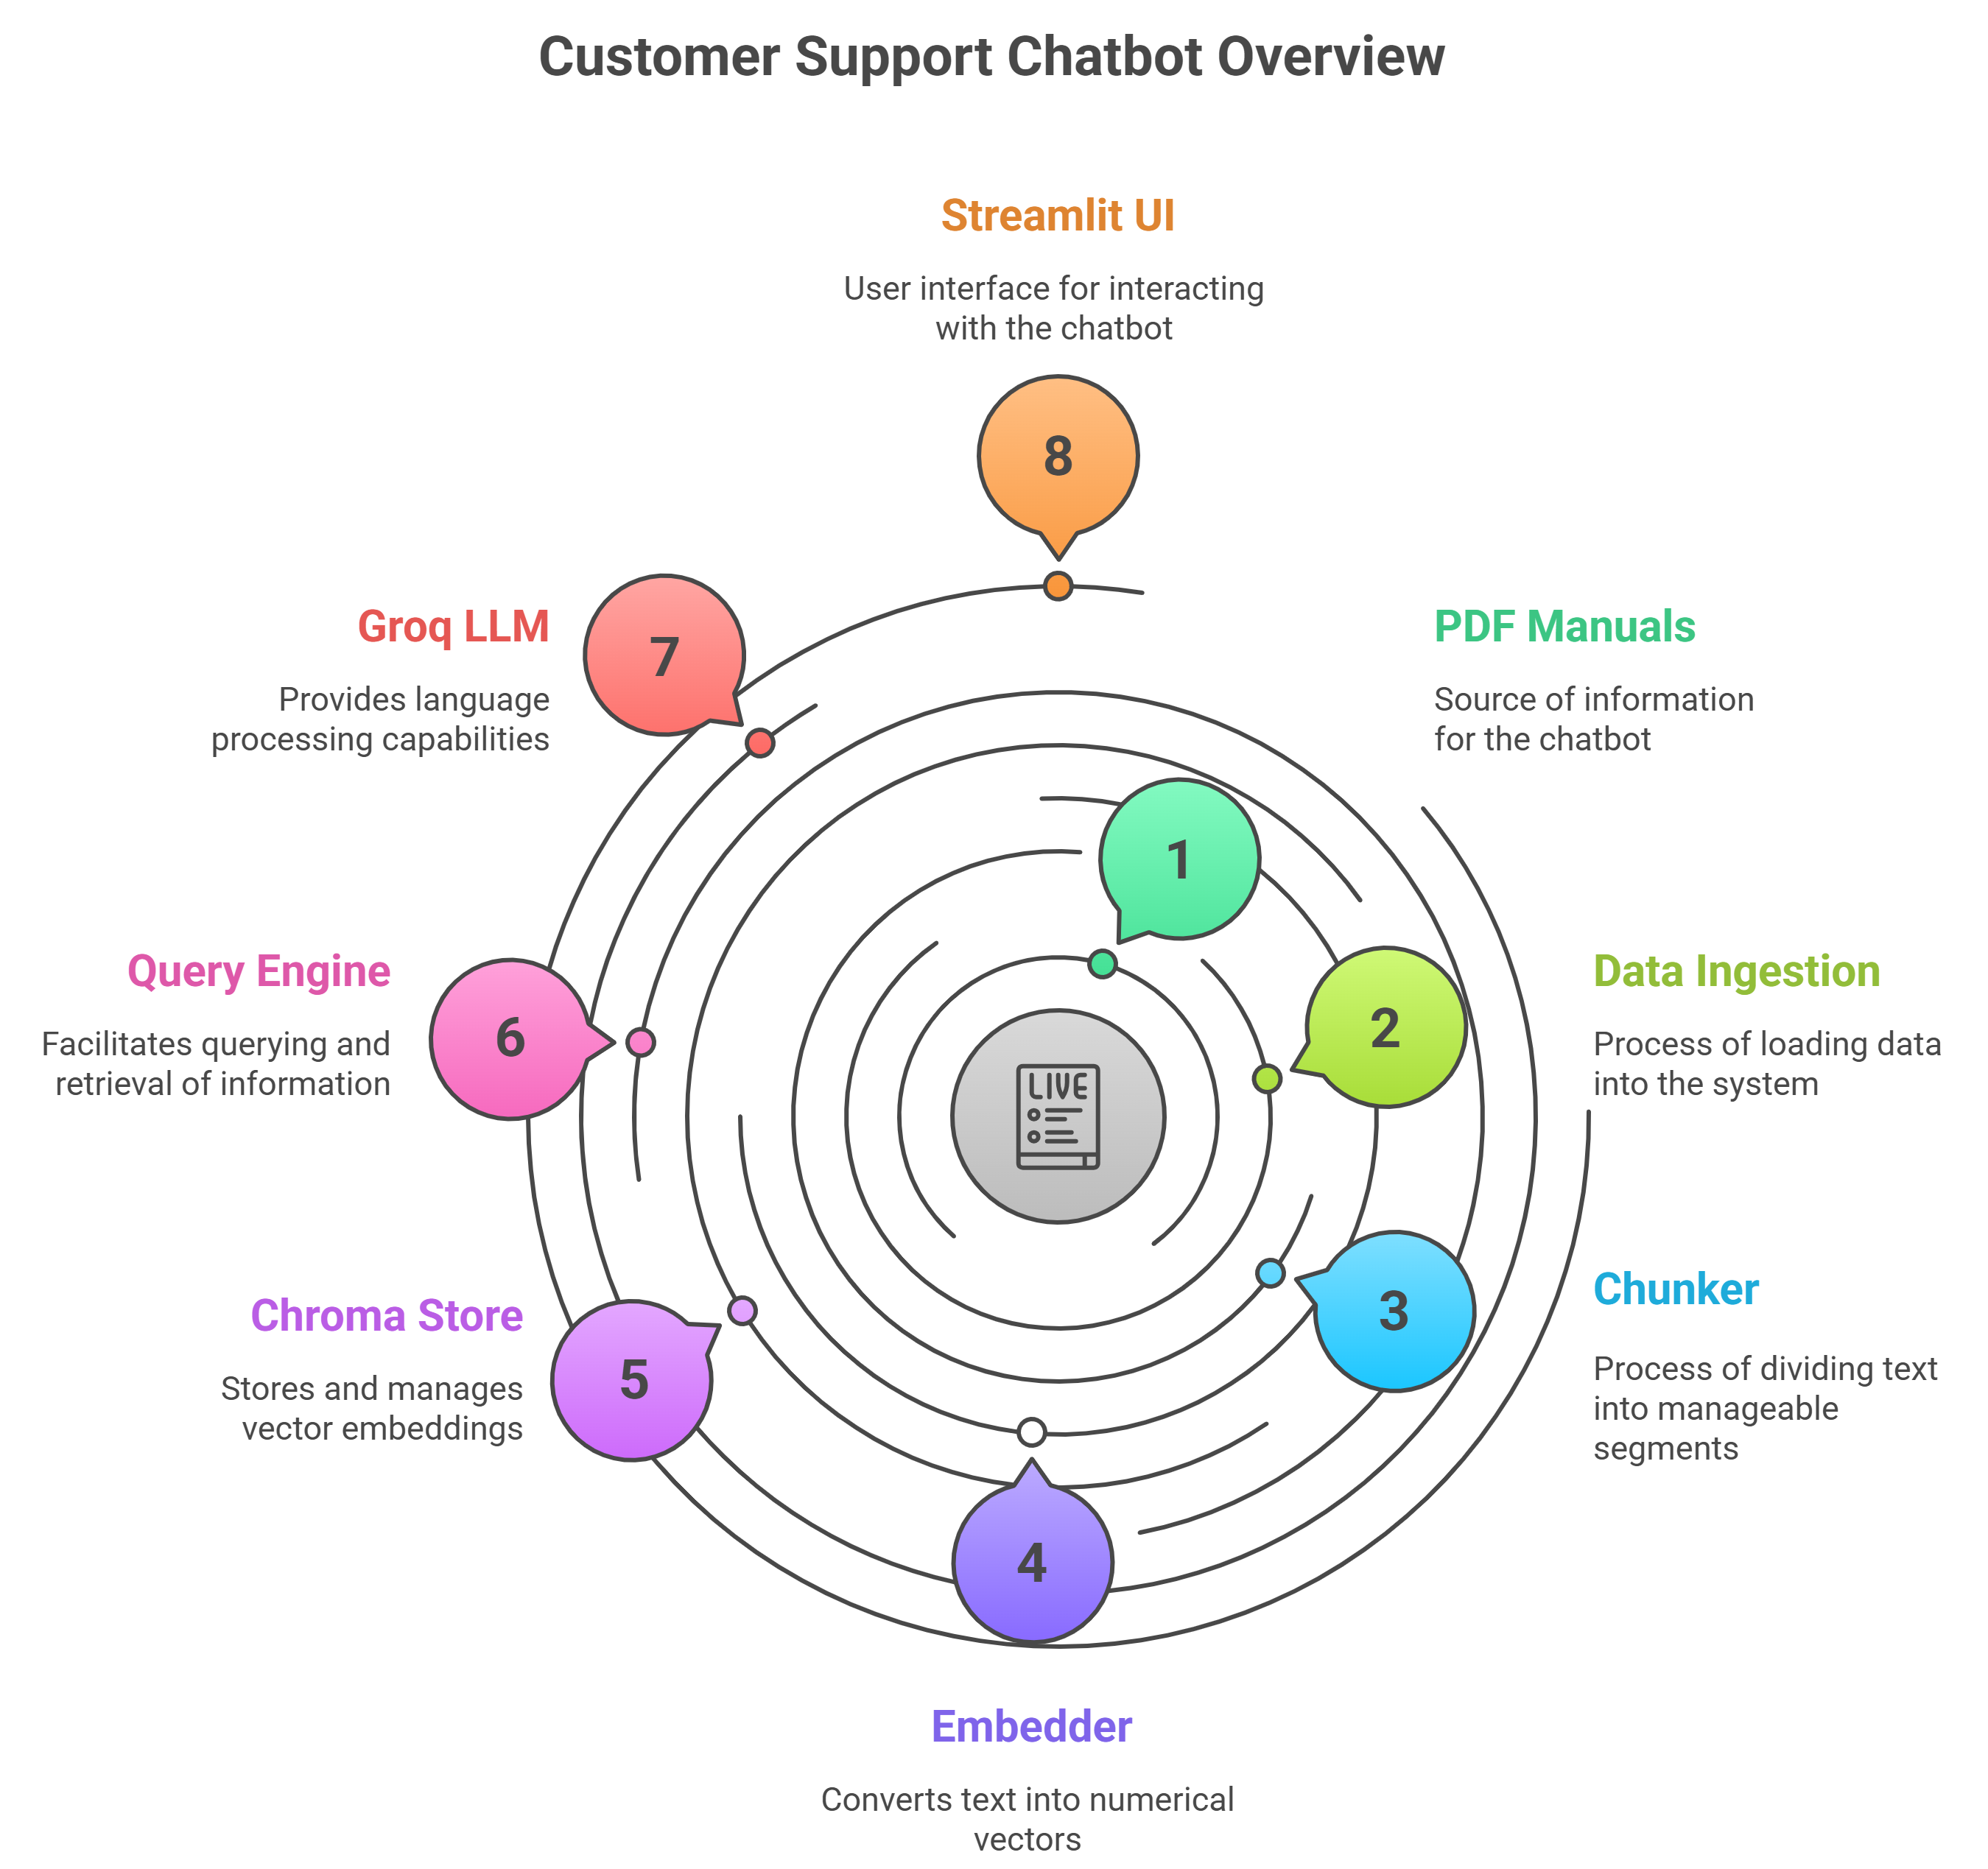 Customer Support Chatbot Overview
Streamlit UI
User interface for interacting
with the chatbot
8
Groq LLM
Provides language
processing capabilities
7
PDF Manuals
Source of information
for the chatbot
1
Query Engine
Facilitates querying and
retrieval of information
6
LIVE
2
Data Ingestion
Process of loading data
into the system
Chroma Store
Stores and manages
vector embeddings
5
3
Chunker
Process of dividing text
into manageable
segments
4
Embedder
Converts text into numerical
vectors